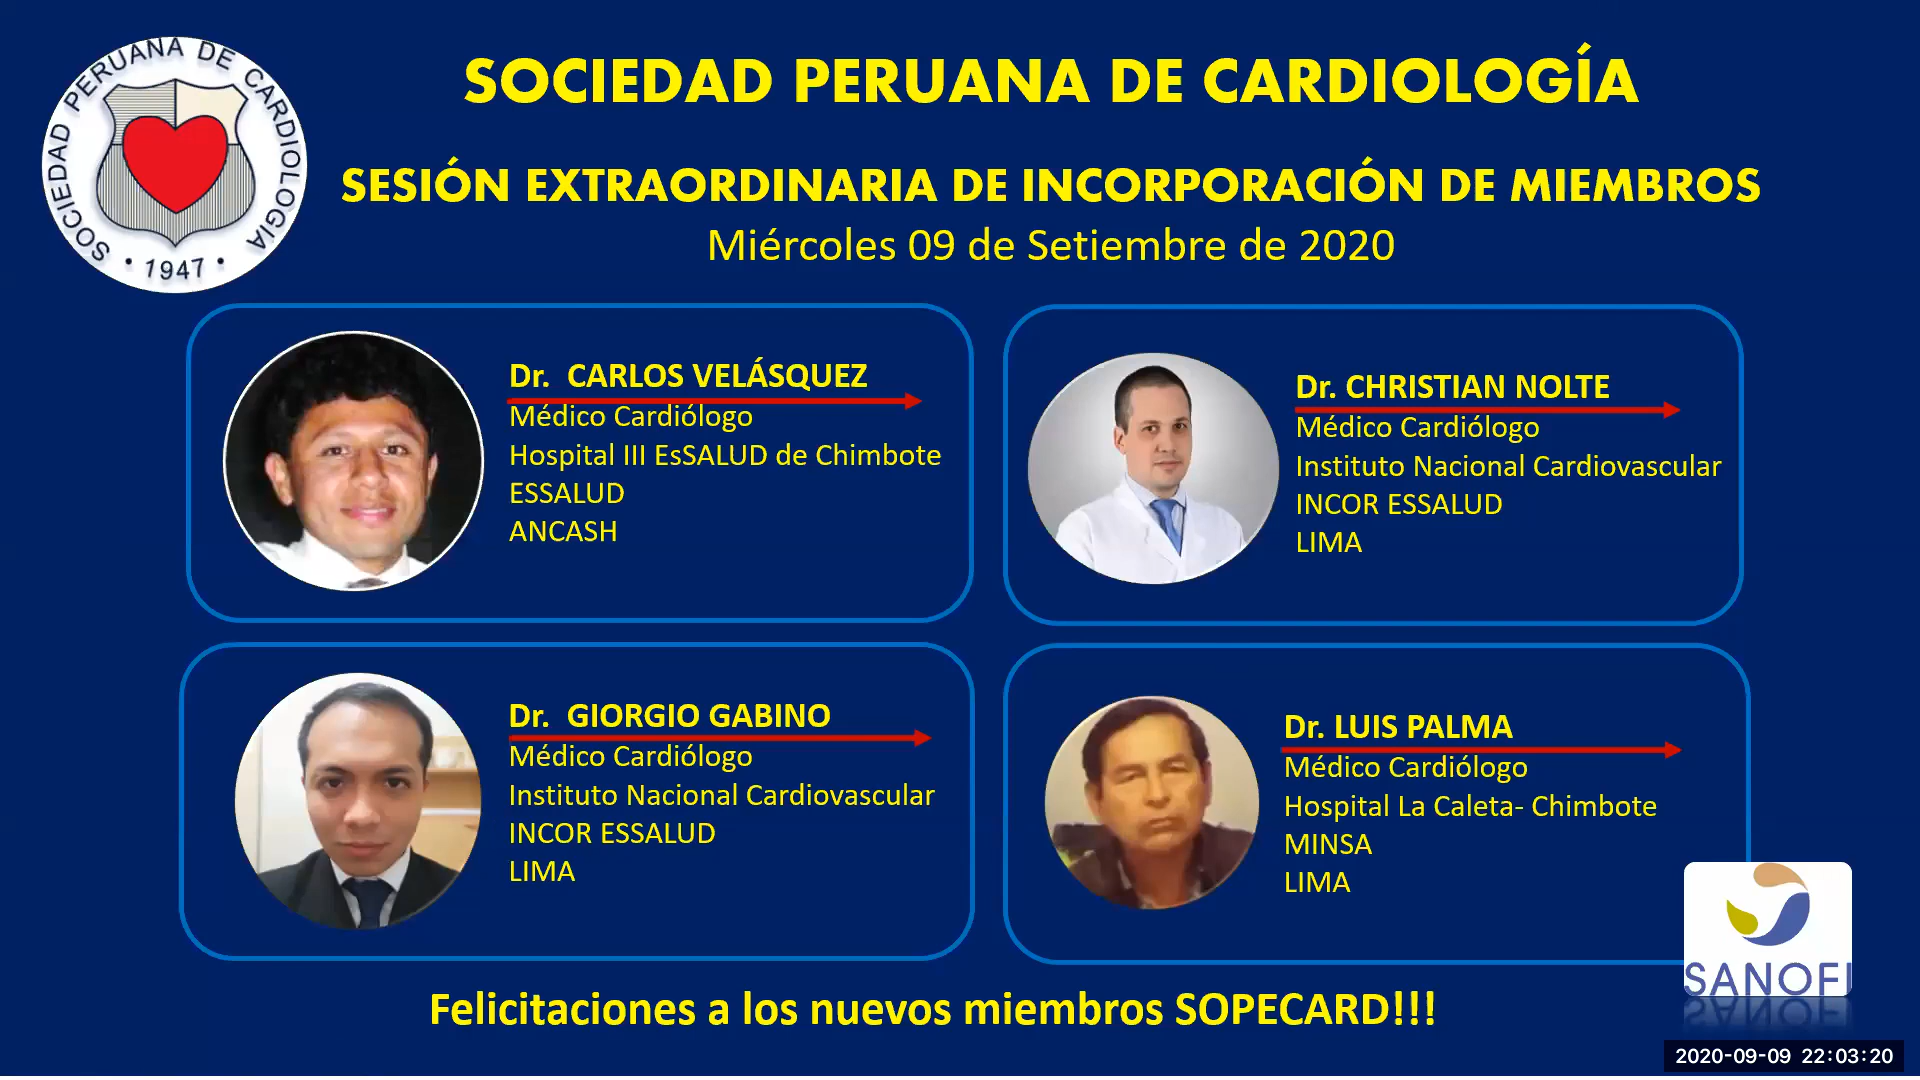 SOCIEDAD PERUANA DE CARDIOLOGIA
• 1947 •
SOCIEDAD PERUANA DE CARDIOLOGÍA
SESIÓN EXTRAORDINARIA DE INCORPORACIÓN DE MIEMBROS
Miércoles 09 de Setiembre de 2020
Dr.  CARLOS VELÁSQUEZ
Médico Cardiólogo
Hospital III EsSALUD de Chimbote
ESSALUD
ANCASH
Dr. CHRISTIAN NOLTE
Médico Cardiólogo
Instituto Nacional Cardiovascular
INCOR ESSALUD
LIMA
Dr.  GIORGIO GABINO
Médico Cardiólogo
Instituto Nacional Cardiovascular
INCOR ESSALUD
LIMA
Dr. LUIS PALMA
Médico Cardiólogo
Hospital La Caleta- Chimbote
MINSA
LIMA
SANOFI
Felicitaciones a los nuevos miembros SOPECARD!!!
2020-09-09 22:03:20